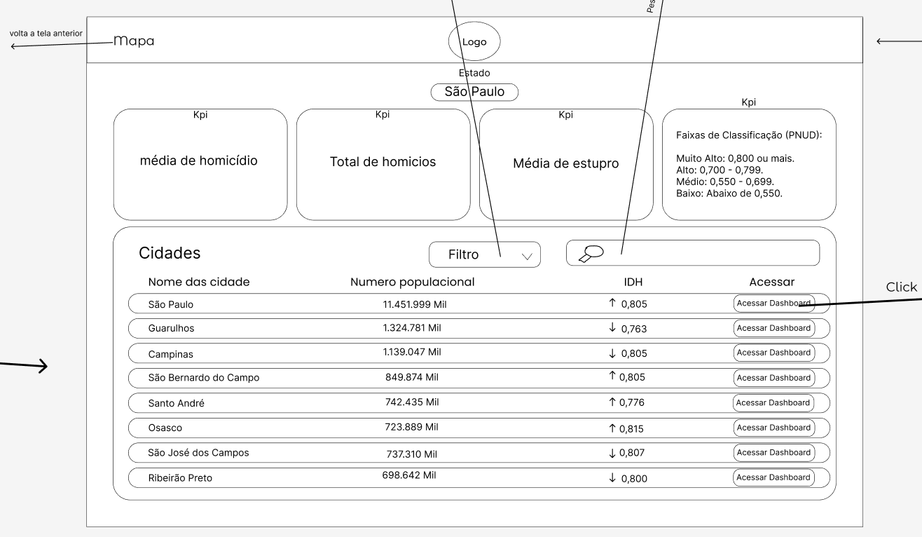 Pes
volta a tela anterior
Mapa
Logo
Estado
São Paulo
Kpi
média de homicídio
Kpi
Total de homicios
Kpi
Média de estupro
Kpi
Faixas de Classificação (PNUD):
Muito Alto: 0,800 ou mais.
Alto: 0,700 - 0,799.
Médio: 0,550 - 0,699.
Baixo: Abaixo de 0,550.
Cidades
Filtro
Nome das cidade Numero populacional IDH Acessar
São Paulo 11.451.999 Mil ↑ 0,805 Acessar Dashboard
Click
Guarulhos 1.324.781 Mil ↓ 0,763 Acessar Dashboard
Campinas 1.139.047 Mil ↓ 0,805 Acessar Dashboard
São Bernardo do Campo 849.874 Mil ↑ 0,805 Acessar Dashboard
Santo André 742.435 Mil ↑ 0,776 Acessar Dashboard
Osasco 723.889 Mil ↑ 0,815 Acessar Dashboard
São José dos Campos 737.310 Mil ↓ 0,807 Acessar Dashboard
Ribeirão Preto 698.642 Mil ↓ 0,800 Acessar Dashboard